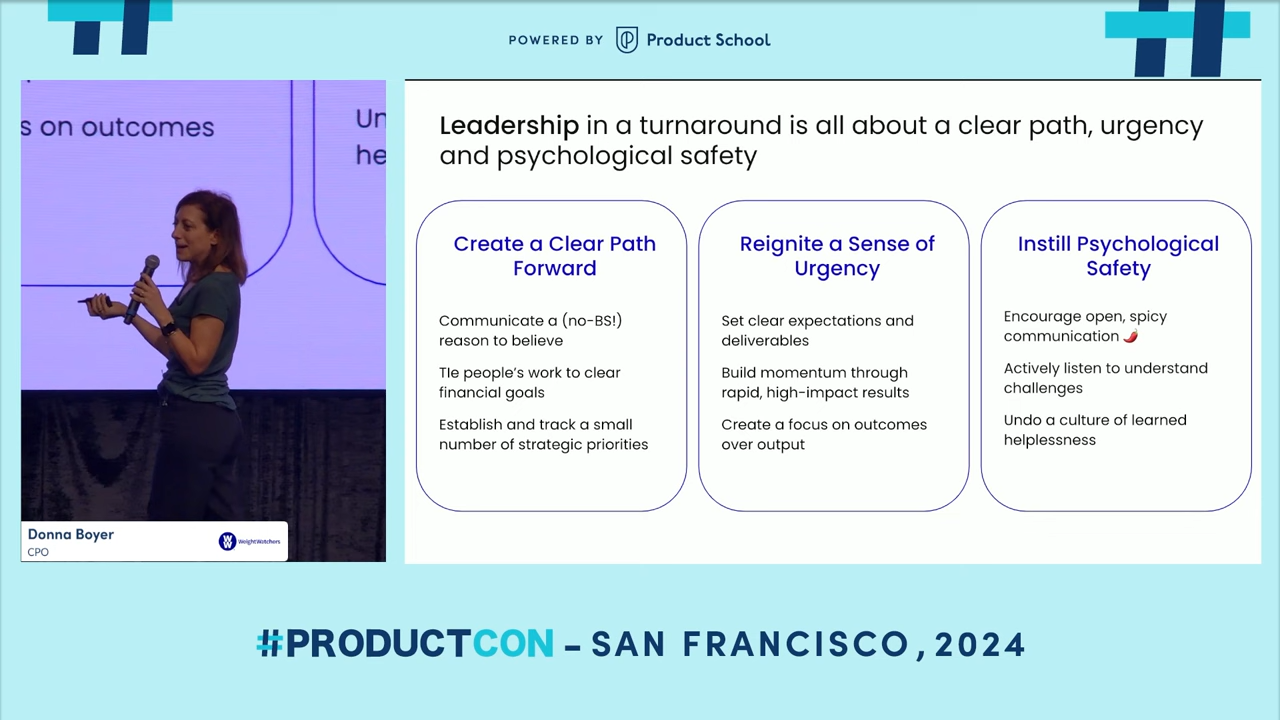 POWERED BY Product School
s on outcomes
Un
he
Donna Boyer
CPO
WeightWatchers
Leadership in a turnaround is all about a clear path, urgency
and psychological safety
Create a Clear Path
Forward
Communicate a (no-BS!)
reason to believe
TIe people's work to clear
financial goals
Establish and track a small
number of strategic priorities
Reignite a Sense of
Urgency
Set clear expectations and
deliverables
Build momentum through
rapid, high-impact results
Create a focus on outcomes
over output
Instill Psychological
Safety
Encourage open, spicy
communication 🌶️
Actively listen to understand
challenges
Undo a culture of learned
helplessness
#PRODUCTCON – SAN FRANCISCO, 2024